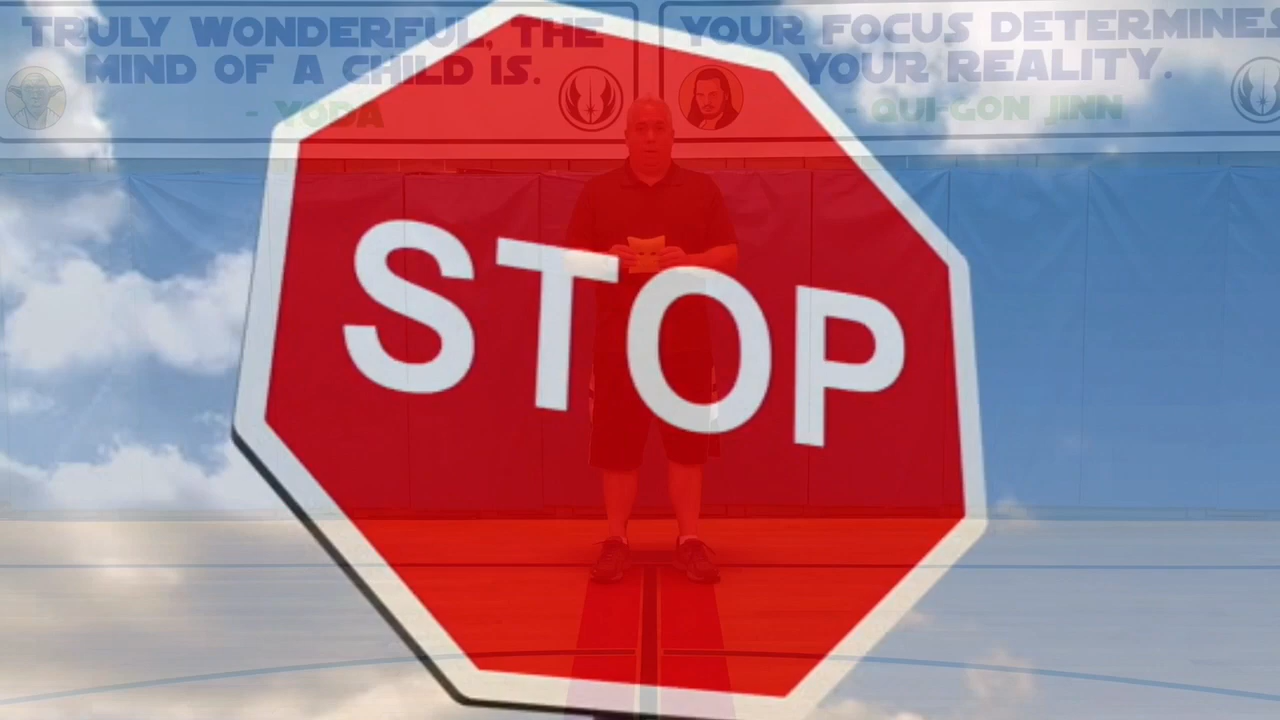 TRULY WONDERFUL, THE
MIND OF A CHILD IS.
- YODA
YOUR FOCUS DETERMINES
YOUR REALITY.
- QUI-GON JINN
STOP